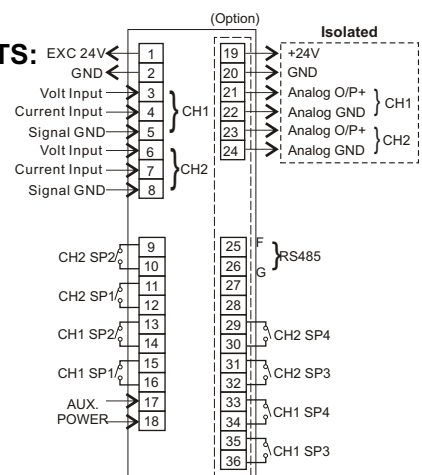 (Option)
Isolated
TS:
EXC 24V 1
GND 2
Volt Input 3
Current Input 4 CH1
Signal GND 5
Volt Input 6
Current Input 7 CH2
Signal GND 8
19 +24V
20 GND
21 Analog O/P+
22 Analog GND CH1
23 Analog O/P+
24 Analog GND CH2
CH2 SP2 9
10
CH2 SP1 11
12
CH1 SP2 13
14
CH1 SP1 15
16
AUX. 17
POWER 18
25 F
RS485
26 G
27
28
29
CH2 SP4
30
31
CH2 SP3
32
33
CH1 SP4
34
35
CH1 SP3
36